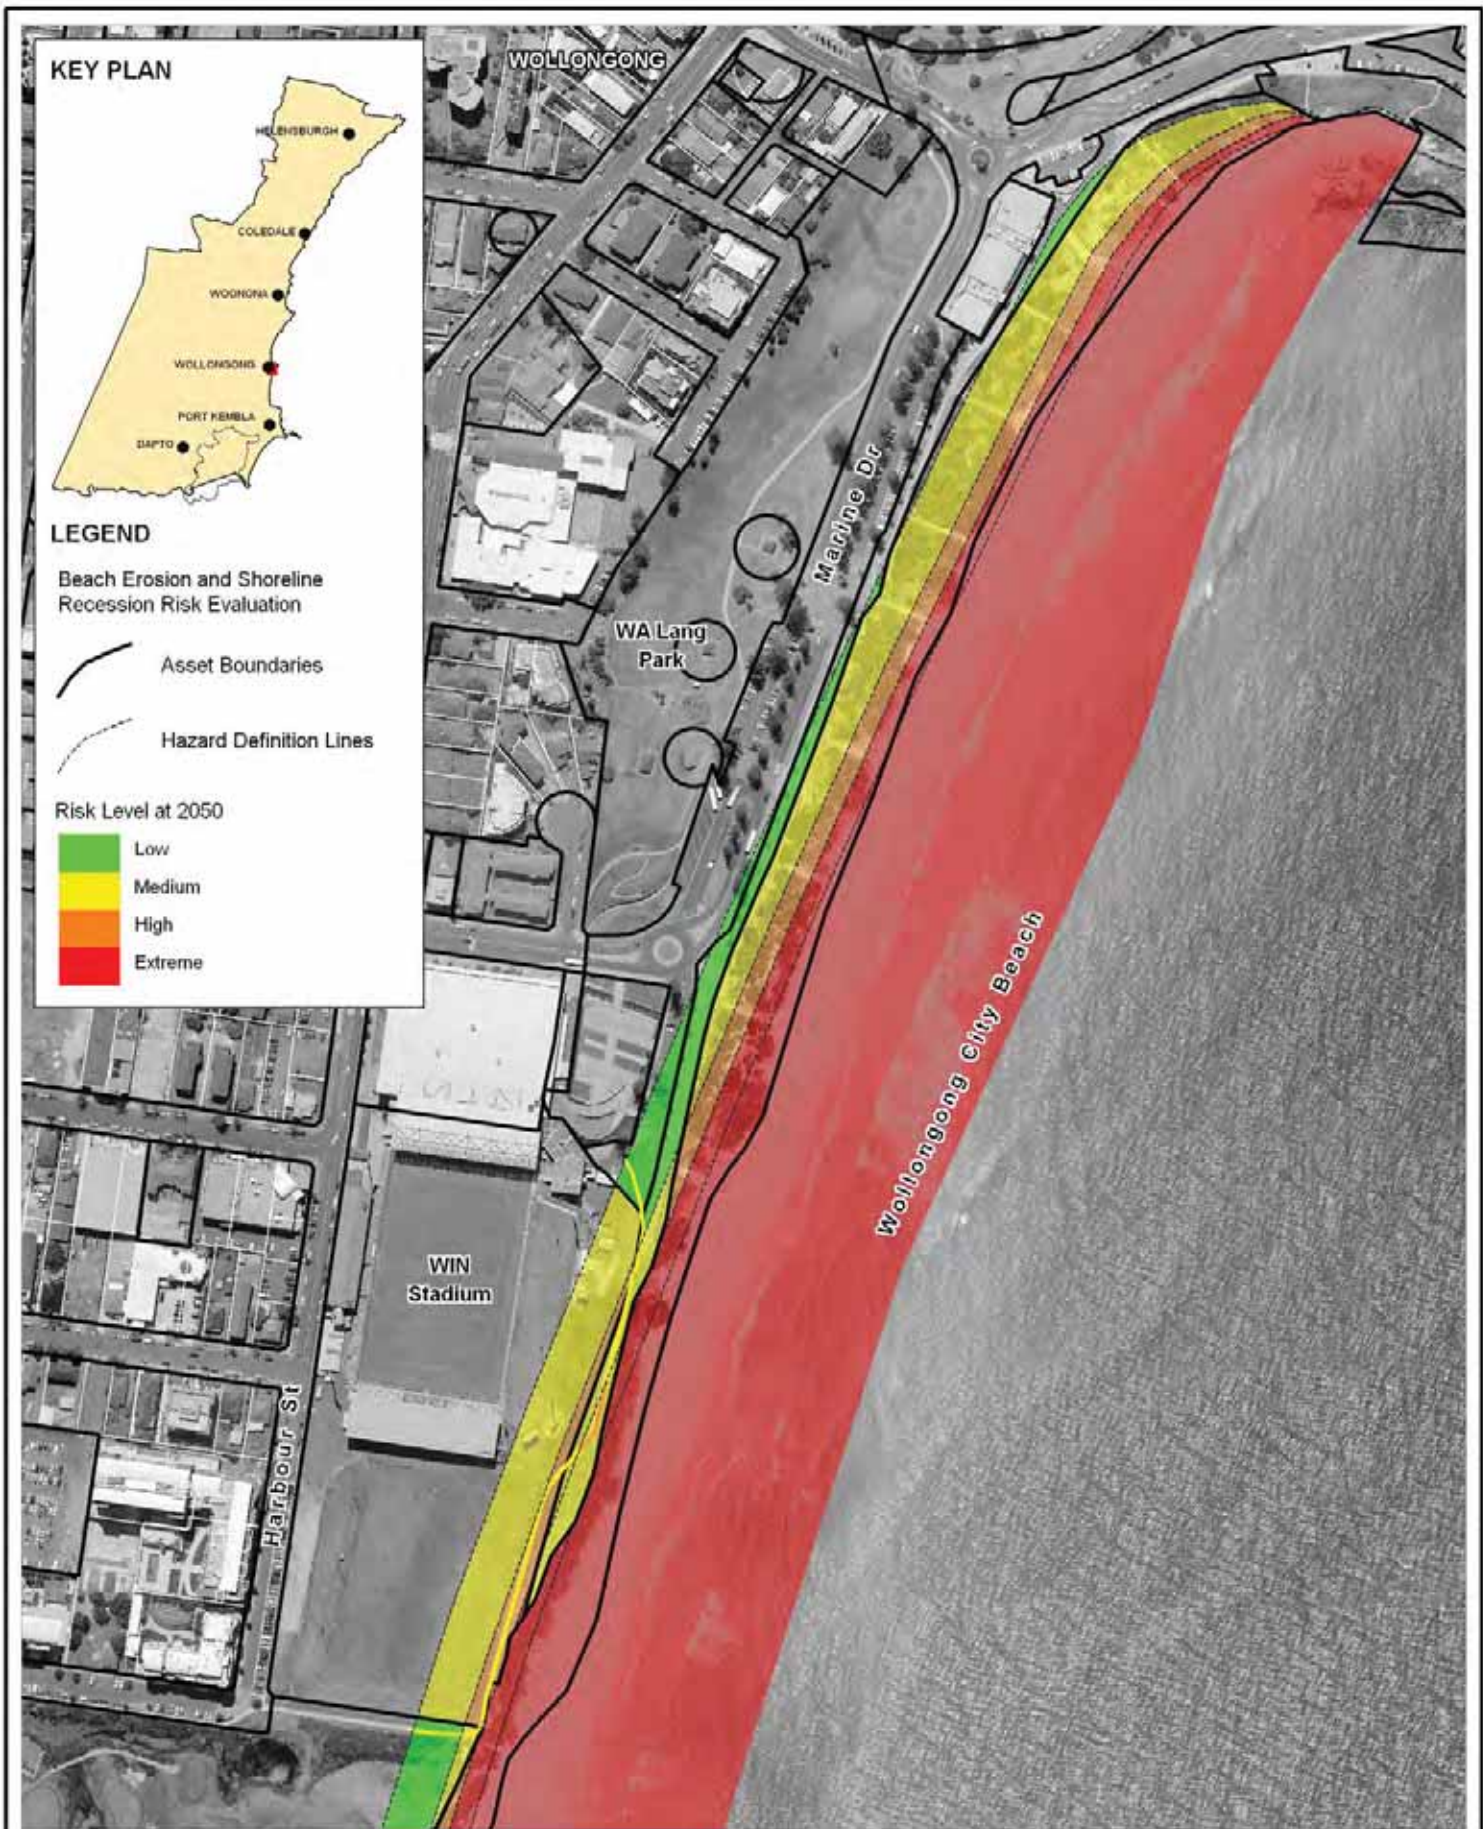 KEY PLAN
HELENSBURGH
COLEDALE
WOONONA
WOLLONGONG
PORT KEMBLA
DAPTO
LEGEND
Beach Erosion and Shoreline
Recession Risk Evaluation
Asset Boundaries
Hazard Definition Lines
Risk Level at 2050
Low
Medium
High
Extreme
WOLLONGONG
Marine Dr
WA Lang
Park
Wollongong City Beach
WIN
Stadium
Harbour St